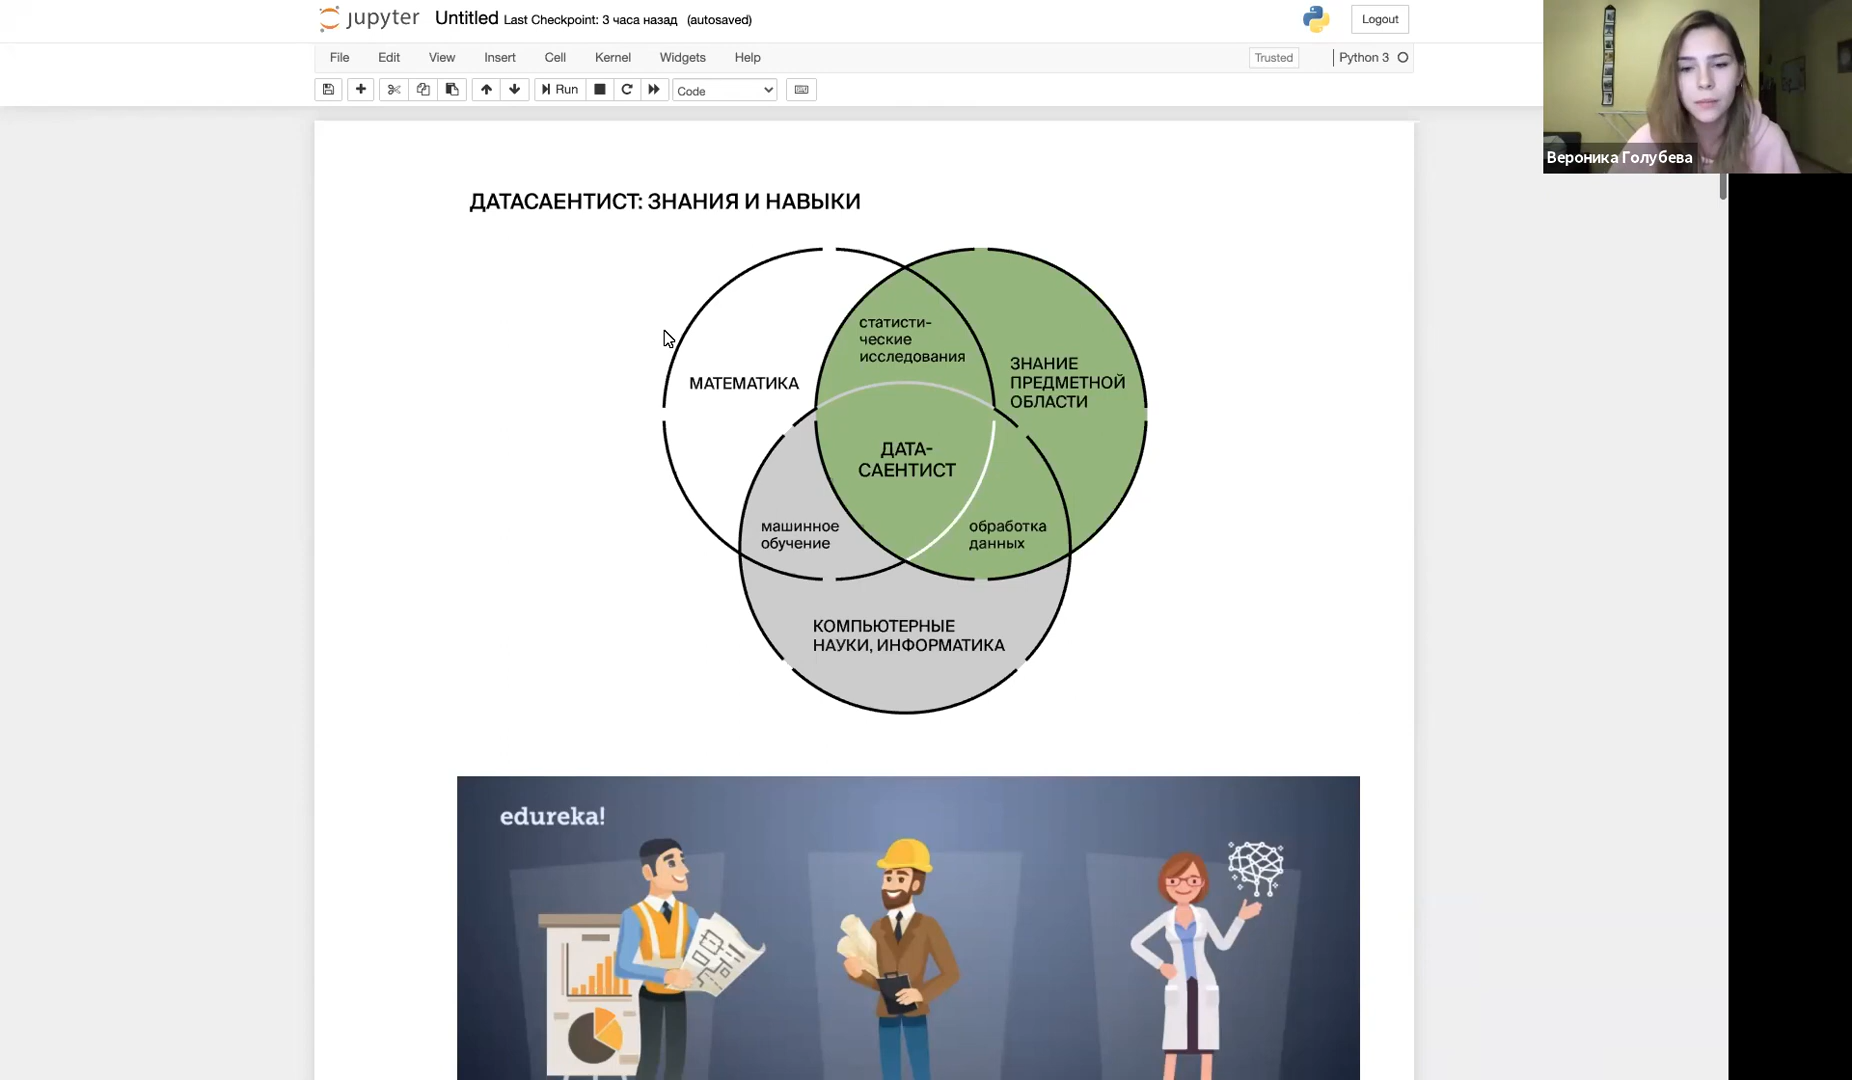 jupyter Untitled Last Checkpoint: 3 часа назад (autosaved) Logout
File Edit View Insert Cell Kernel Widgets Help Trusted Python 3
Run Code
Вероника Голубева
ДАТАСАЕНТИСТ: ЗНАНИЯ И НАВЫКИ
статисти-
ческие
исследования
МАТЕМАТИКА
ЗНАНИЕ
ПРЕДМЕТНОЙ
ОБЛАСТИ
ДАТА-
САЕНТИСТ
машинное
обучение
обработка
данных
КОМПЬЮТЕРНЫЕ
НАУКИ, ИНФОРМАТИКА
edureka!